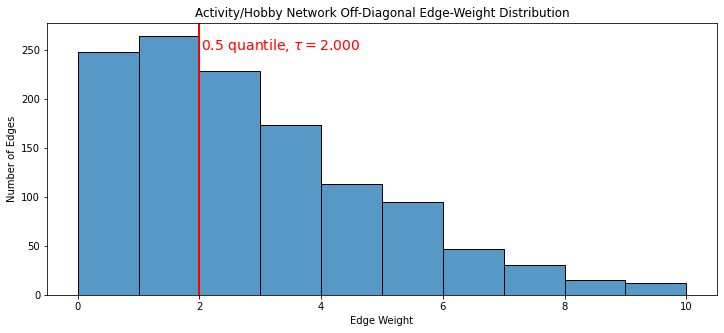 Activity/Hobby Network Off-Diagonal Edge-Weight Distribution
250
200
150
100
50
0
Number of Edges
0.5 quantile, τ = 2.000
0 2 4 6 8 10
Edge Weight